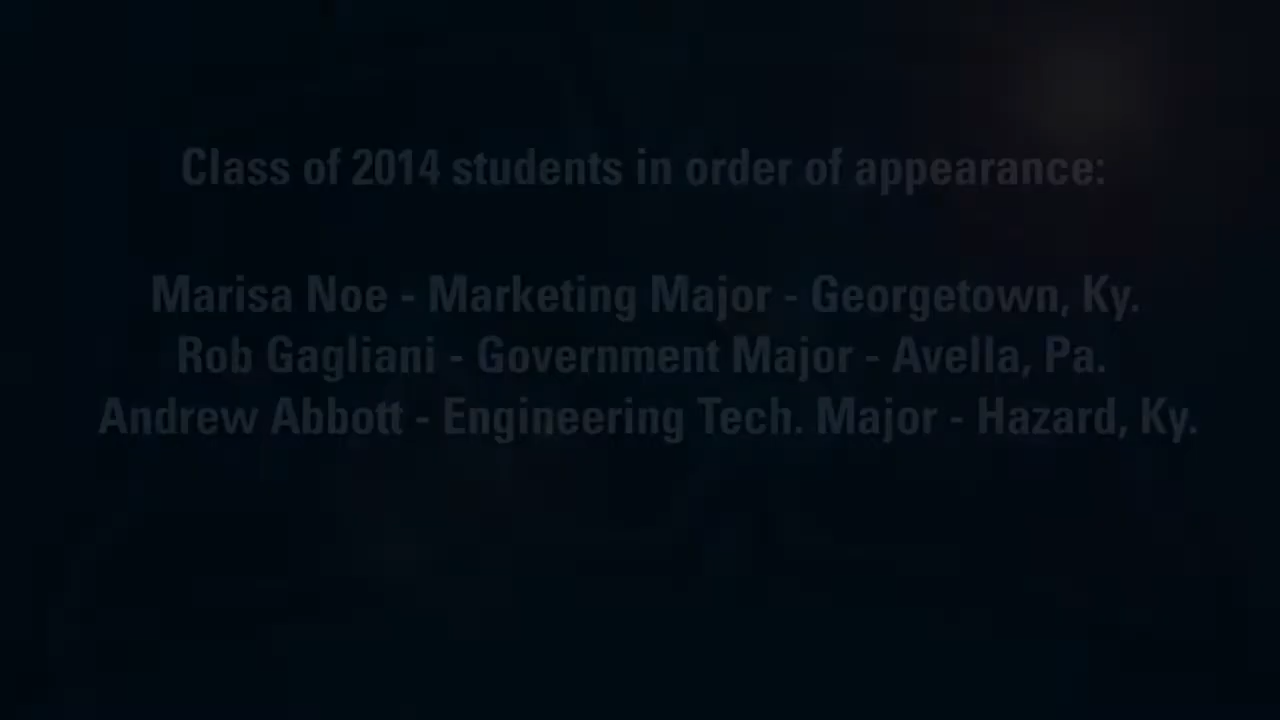 Class of 2014 students in order of appearance:
Marisa Noe - Marketing Major - Georgetown, Ky.
Rob Gagliani - Government Major - Avella, Pa.
Andrew Abbott - Engineering Tech. Major - Hazard, Ky.